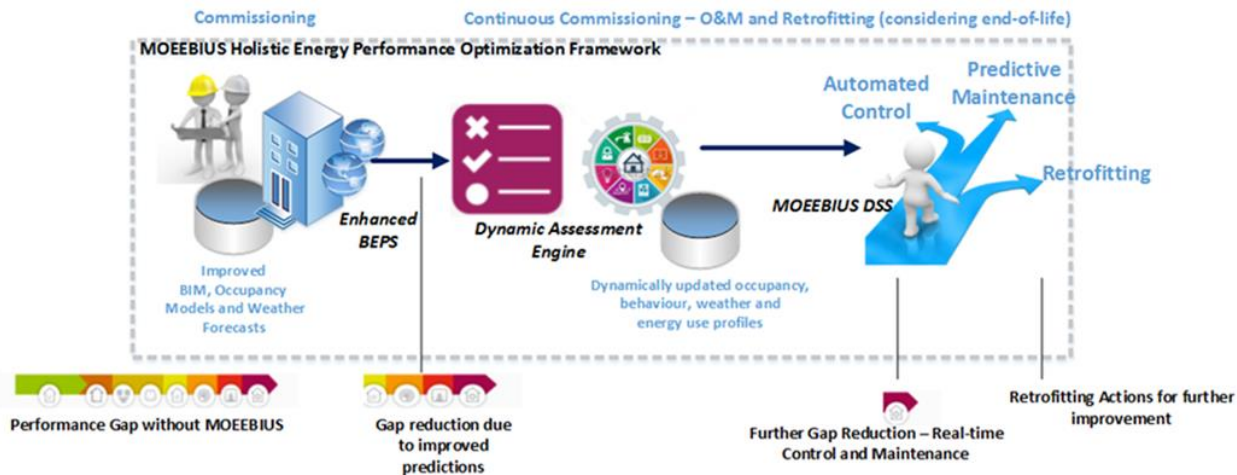 Commissioning
Continuous Commissioning – O&M and Retrofitting (considering end-of-life)
MOEEBIUS Holistic Energy Performance Optimization Framework
Automated
Control
Predictive
Maintenance
Retrofitting
Enhanced
BEPS
Dynamic Assessment
Engine
MOEEBIUS DSS
Improved
BIM, Occupancy
Models and Weather
Forecasts
Dynamically updated occupancy,
behaviour, weather and
energy use profiles
Performance Gap without MOEEBIUS
Gap reduction due
to improved
predictions
Further Gap Reduction – Real-time
Control and Maintenance
Retrofitting Actions for further
improvement